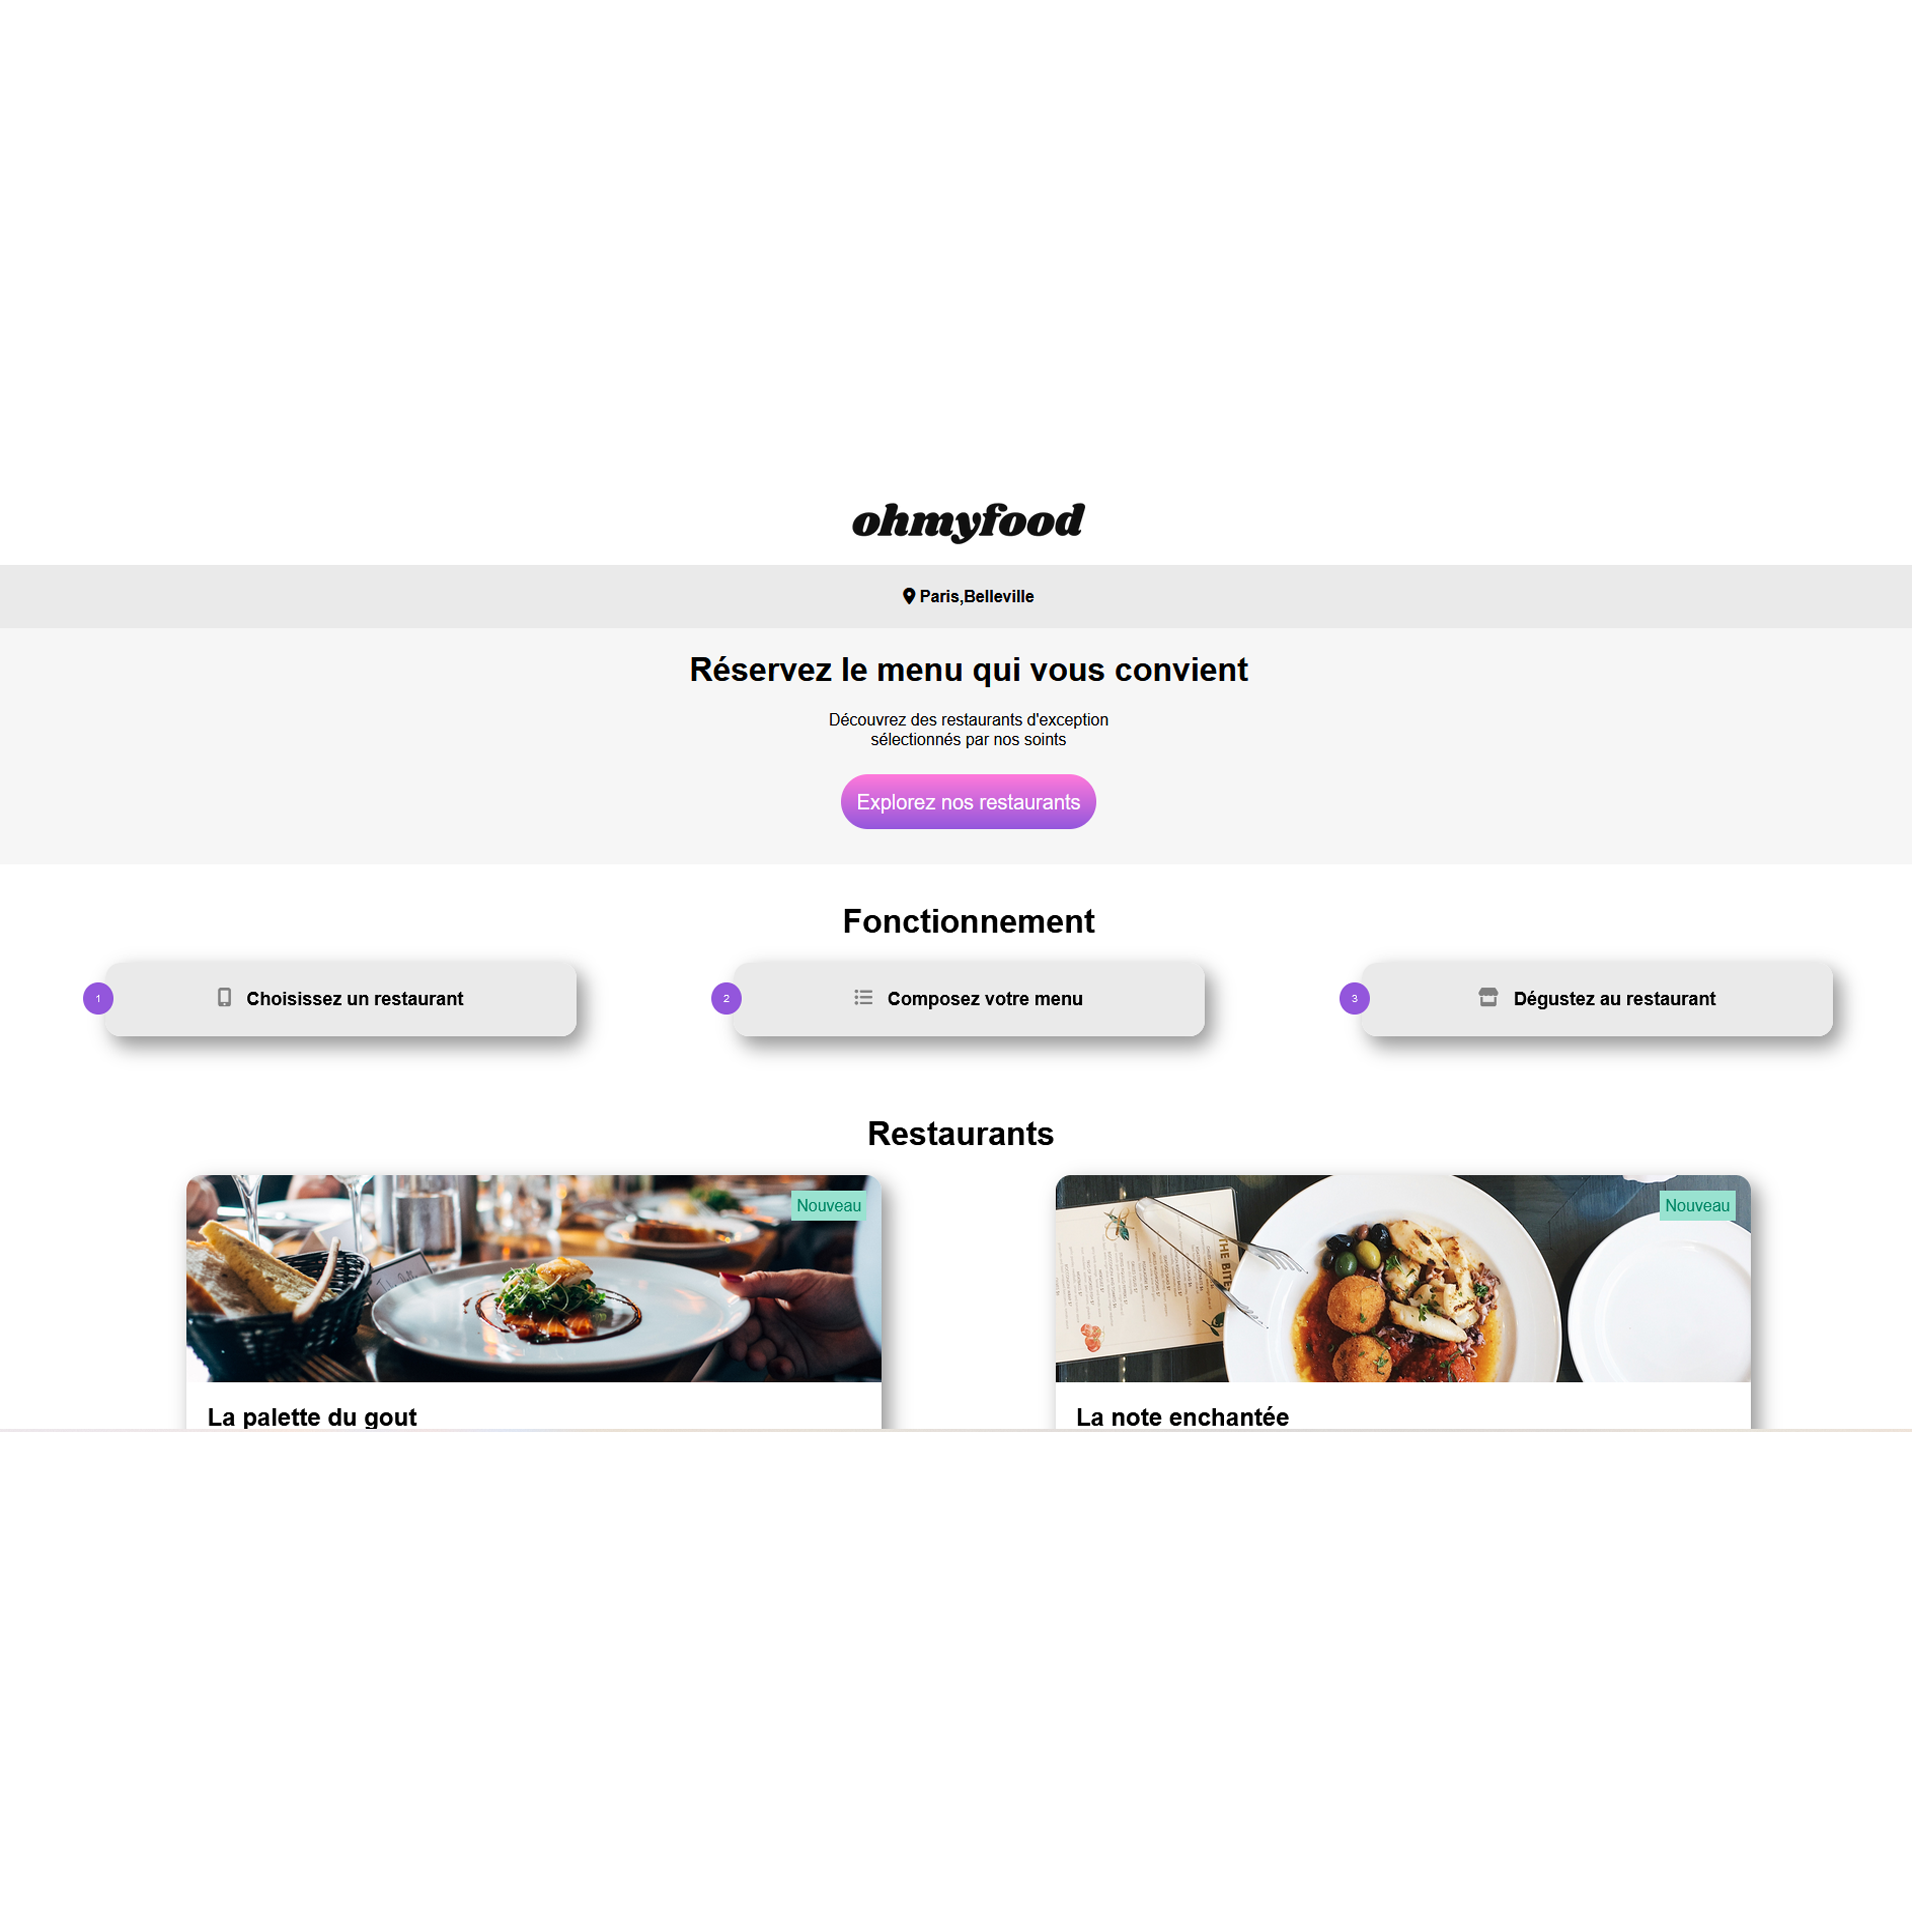 ohmyfood
Paris,Belleville
Réservez le menu qui vous convient
Découvrez des restaurants d'exception
sélectionnés par nos soints
Explorez nos restaurants
Fonctionnement
1 Choisissez un restaurant
2 Composez votre menu
3 Dégustez au restaurant
Restaurants
Nouveau
Nouveau
THE BITE
La palette du gout
La note enchantée